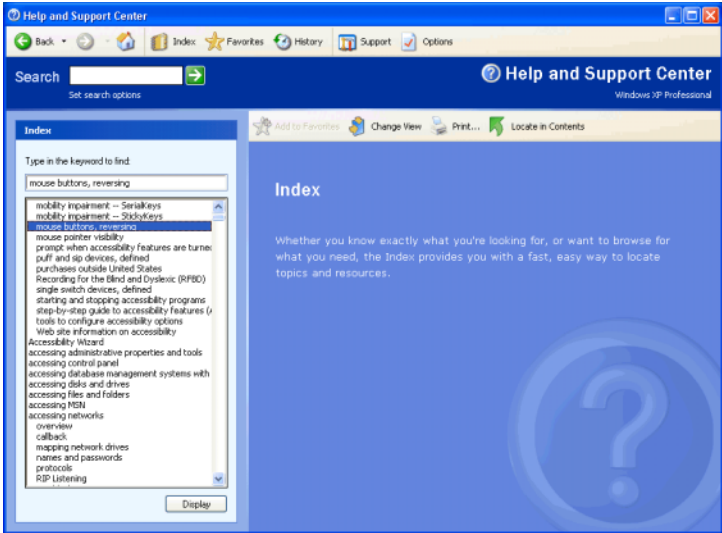 Help and Support Center
Back
Index
Favorites
History
Support
Options
Search
Set search options
Help and Support Center
Windows XP Professional
Index
Add to Favorites
Change View
Print...
Locate in Contents
Type in the keyword to find:
mouse buttons, reversing
mobility impairment -- SerialKeys
mobility impairment -- StickyKeys
mouse buttons, reversing
mouse pointer visibility
prompt when accessibility features are turned
puff and sip devices, defined
purchases outside United States
Recording for the Blind and Dyslexic (RFBD)
single switch devices, defined
starting and stopping accessibility programs
step-by-step guide to accessibility features (
tools to configure accessibility options
Web site information on accessibility
Accessibility Wizard
accessing administrative properties and tools
accessing control panel
accessing database management systems with
accessing disks and drives
accessing files and folders
accessing MSN
accessing networks
overview
callback
mapping network drives
names and passwords
protocols
RIP Listening
Display
Index
Whether you know exactly what you're looking for, or want to browse for
what you need, the Index provides you with a fast, easy way to locate
topics and resources.